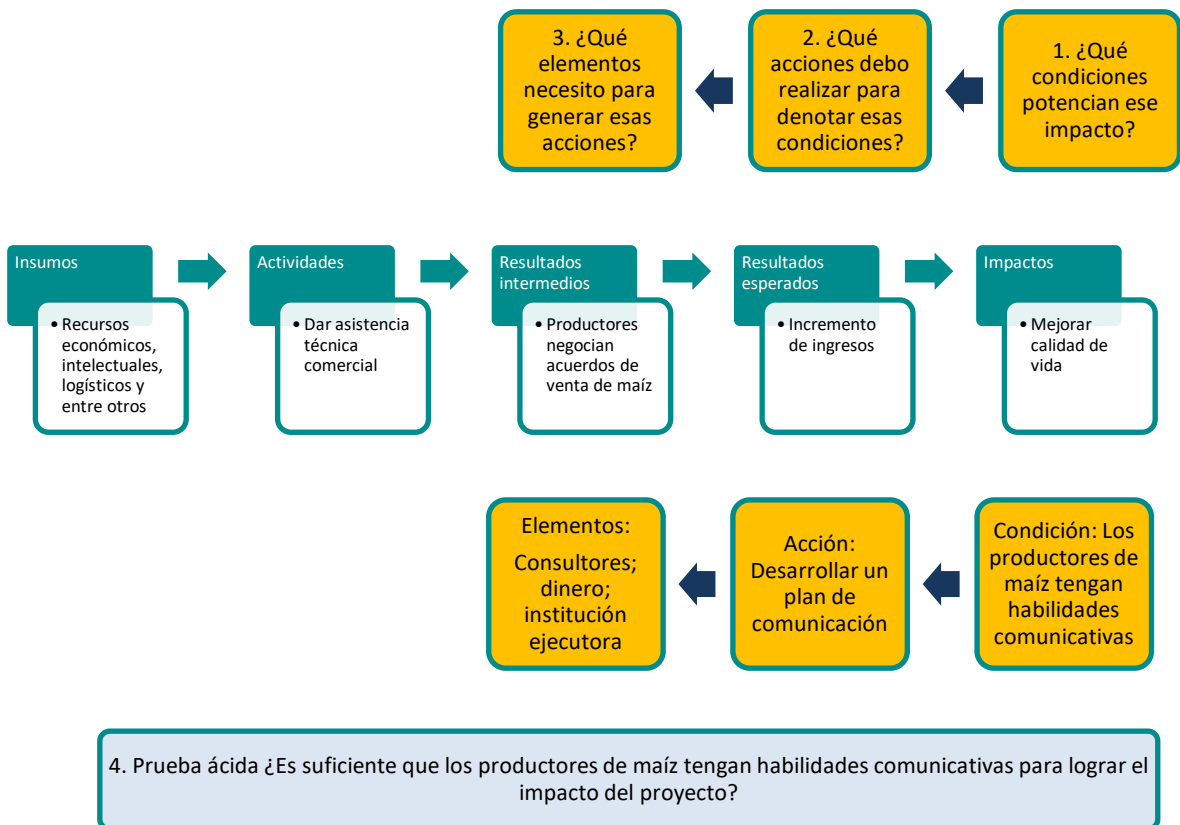 3. ¿Qué
elementos
necesito para
generar esas
acciones?
2. ¿Qué
acciones debo
realizar para
denotar esas
condiciones?
1. ¿Qué
condiciones
potencian ese
impacto?
Insumos
• Recursos
económicos,
intelectuales,
logísticos y
entre otros
Actividades
• Dar asistencia
técnica
comercial
Resultados
intermedios
• Productores
negocian
acuerdos de
venta de maíz
Resultados
esperados
• Incremento
de ingresos
Impactos
• Mejorar
calidad de
vida
Elementos:
Consultores;
dinero;
institución
ejecutora
Acción:
Desarrollar un
plan de
comunicación
Condición: Los
productores de
maíz tengan
habilidades
comunicativas
4. Prueba ácida ¿Es suficiente que los productores de maíz tengan habilidades comunicativas para lograr el
impacto del proyecto?